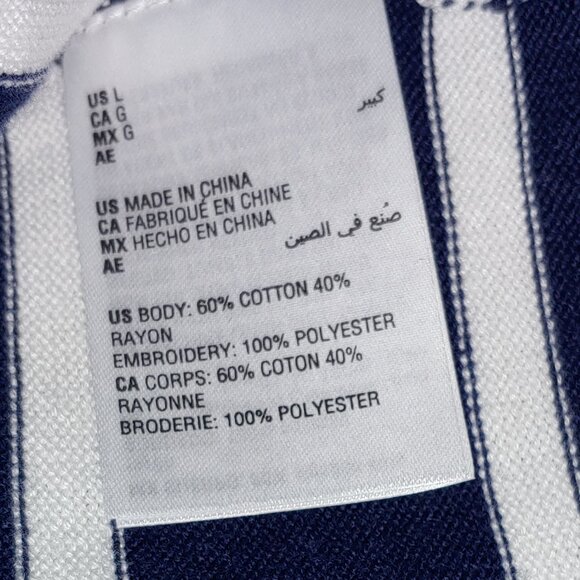 US L
CA G
MX G
AE كبير
US MADE IN CHINA
CA FABRIQUÉ EN CHINE
MX HECHO EN CHINA
AE صُنع في الصين
US BODY: 60% COTTON 40%
RAYON
EMBROIDERY: 100% POLYESTER
CA CORPS: 60% COTON 40%
RAYONNE
BRODERIE: 100% POLYESTER